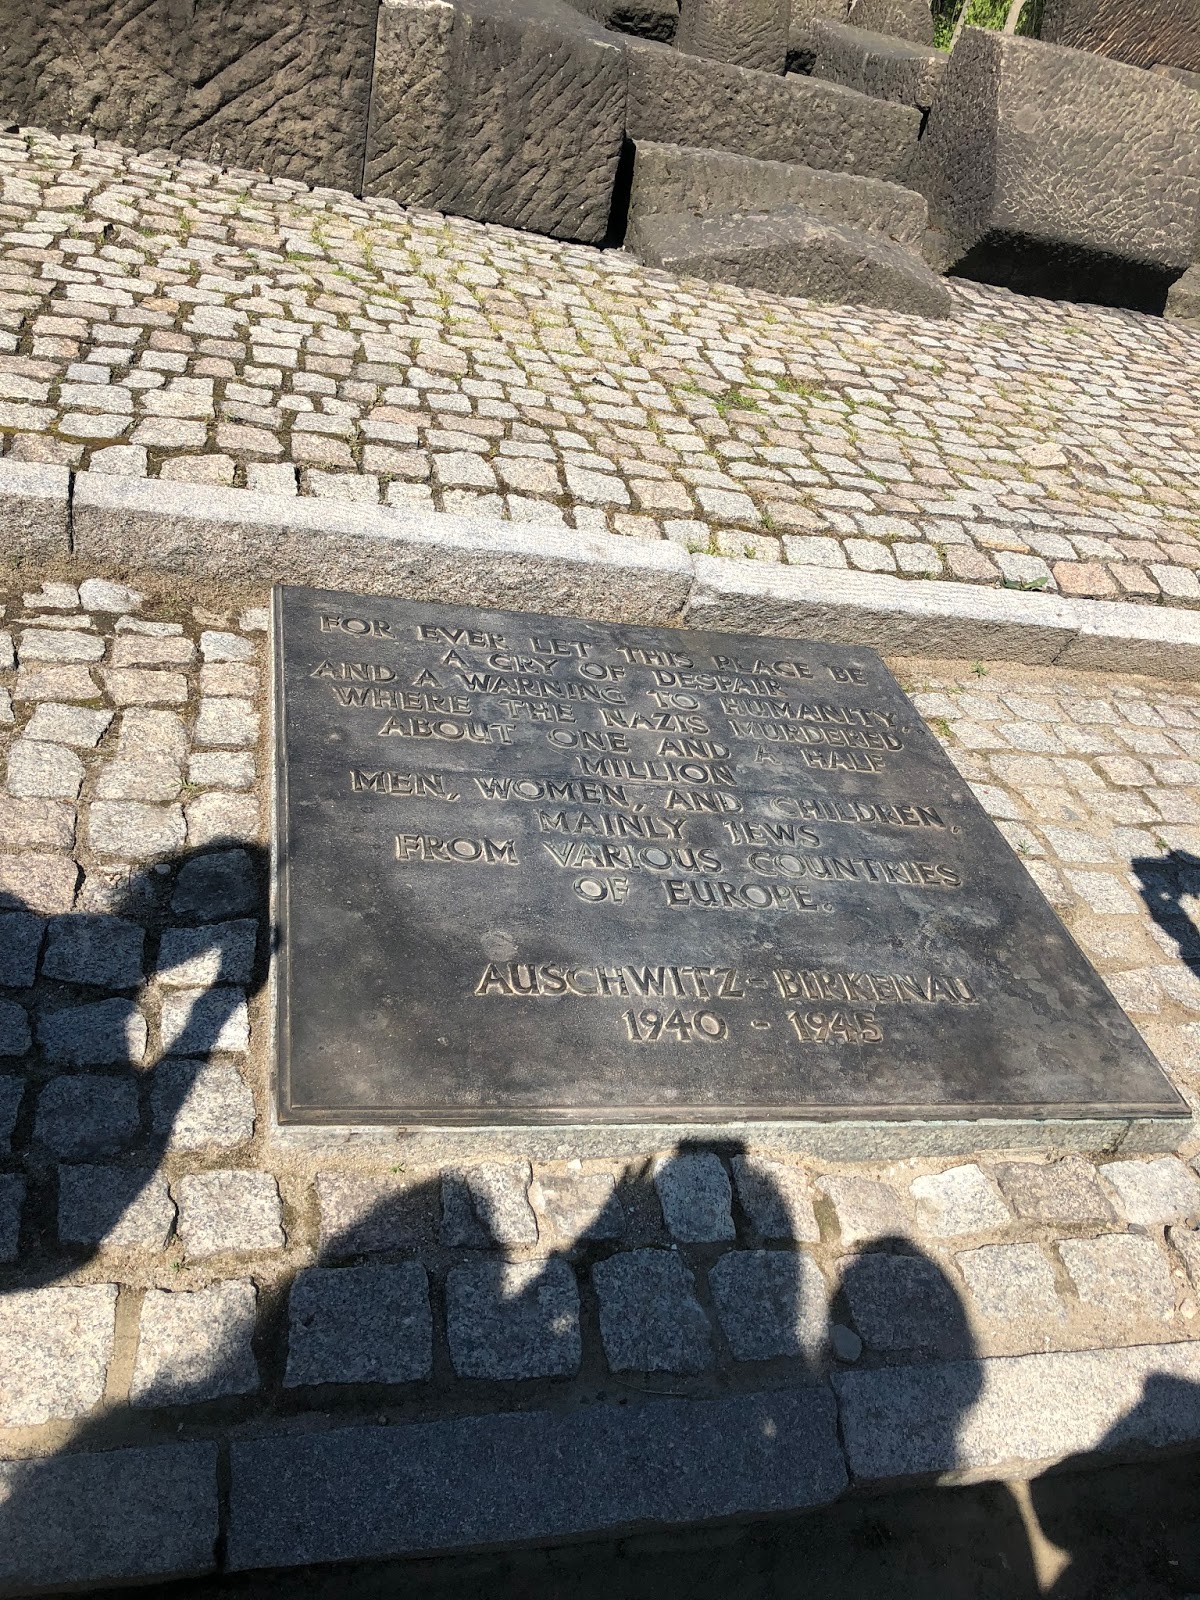 FOR EVER LET THIS PLACE BE
A CRY OF DESPAIR
AND A WARNING TO HUMANITY,
WHERE THE NAZIS MURDERED
ABOUT ONE AND A HALF
MILLION
MEN, WOMEN, AND CHILDREN,
MAINLY JEWS
FROM VARIOUS COUNTRIES
OF EUROPE.
AUSCHWITZ - BIRKENAU
1940 - 1945